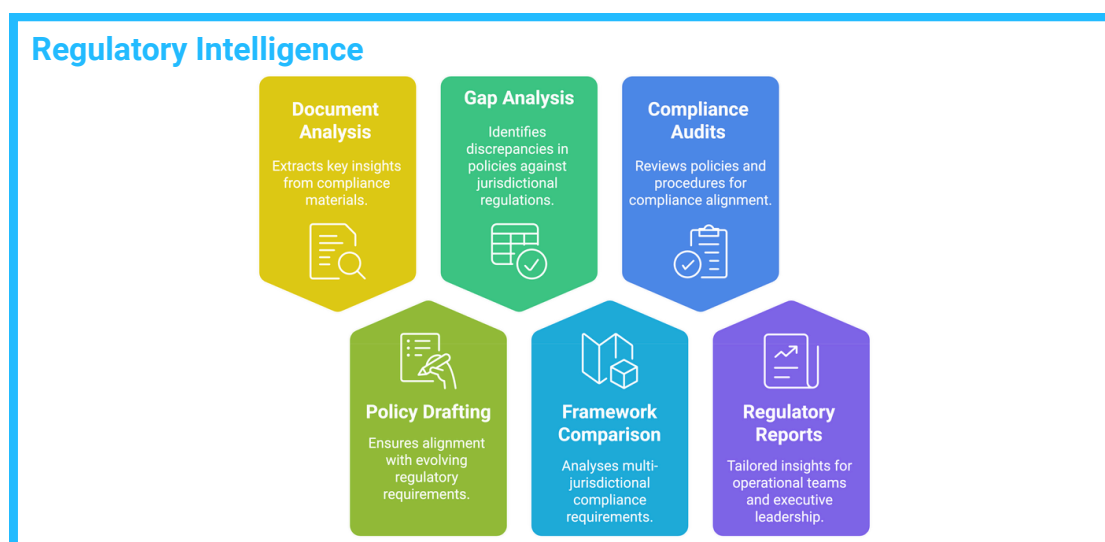 Regulatory Intelligence
Document
Analysis
Extracts key insights
from compliance
materials.
Gap Analysis
Identifies
discrepancies in
policies against
jurisdictional
regulations.
Compliance
Audits
Reviews policies and
procedures for
compliance alignment.
Policy Drafting
Ensures alignment
with evolving
regulatory
requirements.
Framework
Comparison
Analyses multi-
jurisdictional
compliance
requirements.
Regulatory
Reports
Tailored insights for
operational teams
and executive
leadership.